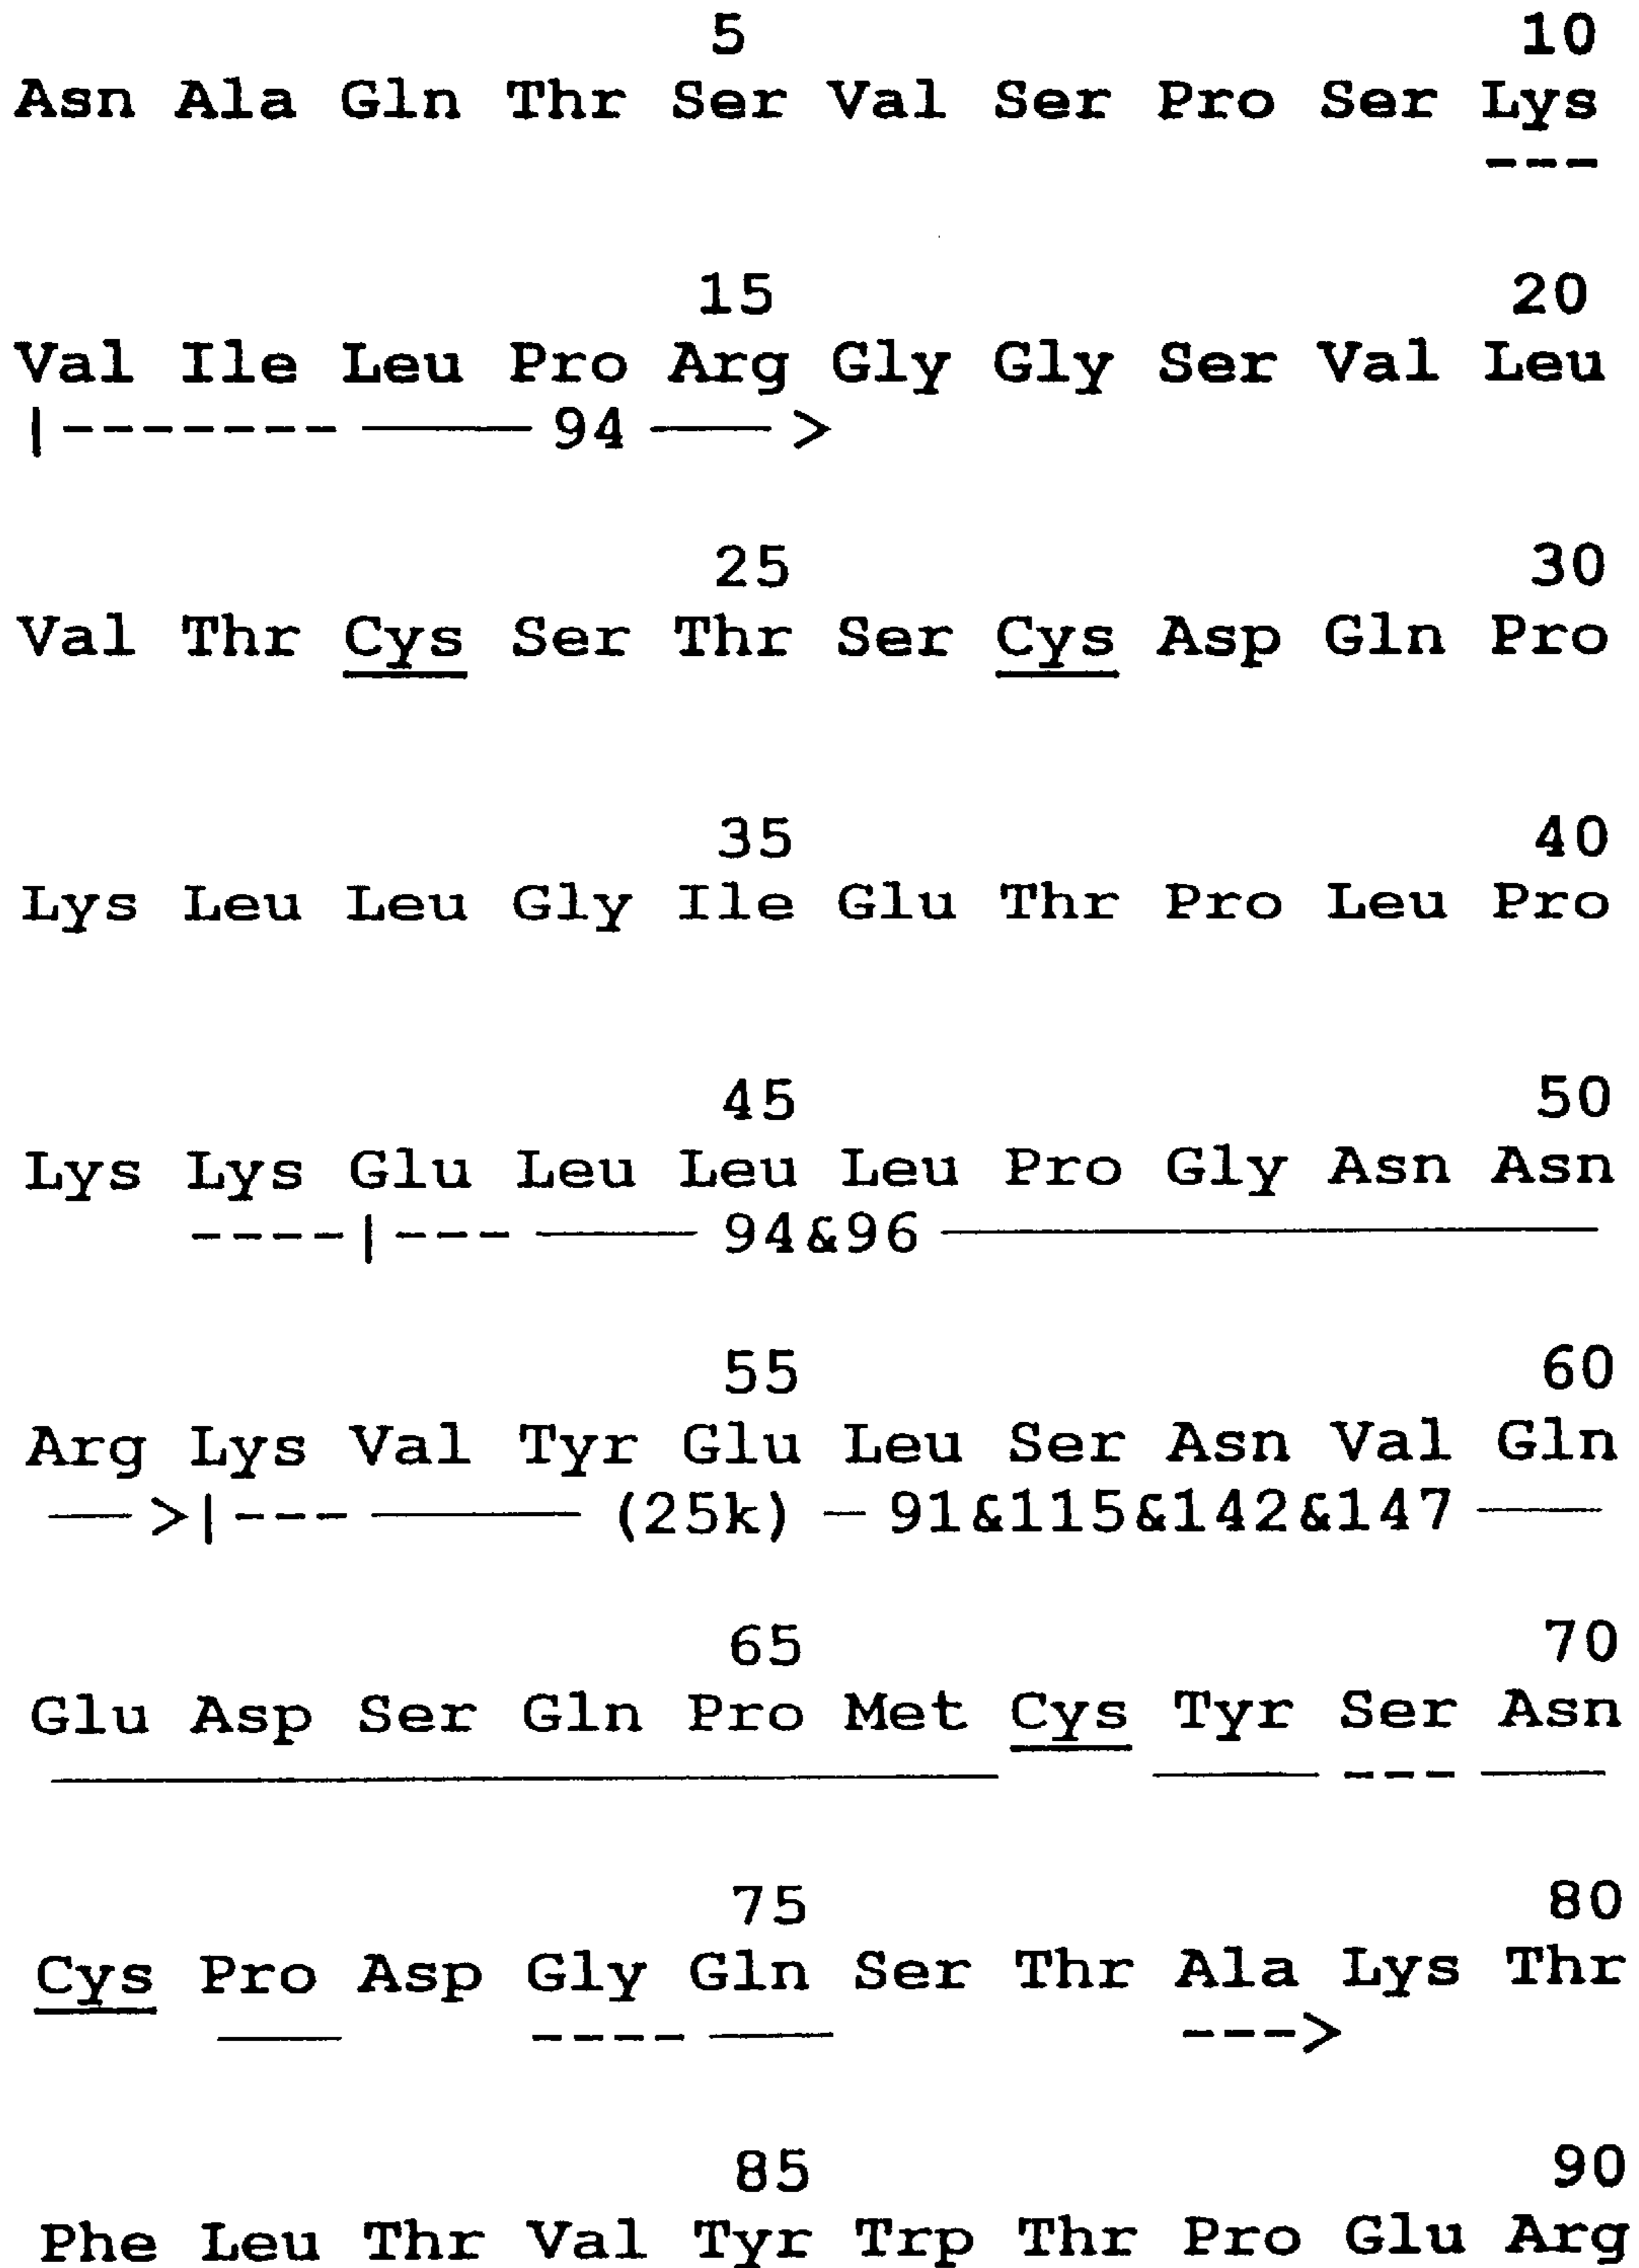 5 10
Asn Ala Gln Thr Ser Val Ser Pro Ser Lys
---
15 20
Val Ile Leu Pro Arg Gly Gly Ser Val Leu
|-------——94——>
25 30
Val Thr Cys Ser Thr Ser Cys Asp Gln Pro
35 40
Lys Leu Leu Gly Ile Glu Thr Pro Leu Pro
45 50
Lys Lys Glu Leu Leu Leu Pro Gly Asn Asn
----|---——94&96————
55 60
Arg Lys Val Tyr Glu Leu Ser Asn Val Gln
—>|---——(25k)—91&115&142&147——
65 70
Glu Asp Ser Gln Pro Met Cys Tyr Ser Asn
75 80
Cys Pro Asp Gly Gln Ser Thr Ala Lys Thr
--->
85 90
Phe Leu Thr Val Tyr Trp Thr Pro Glu Arg